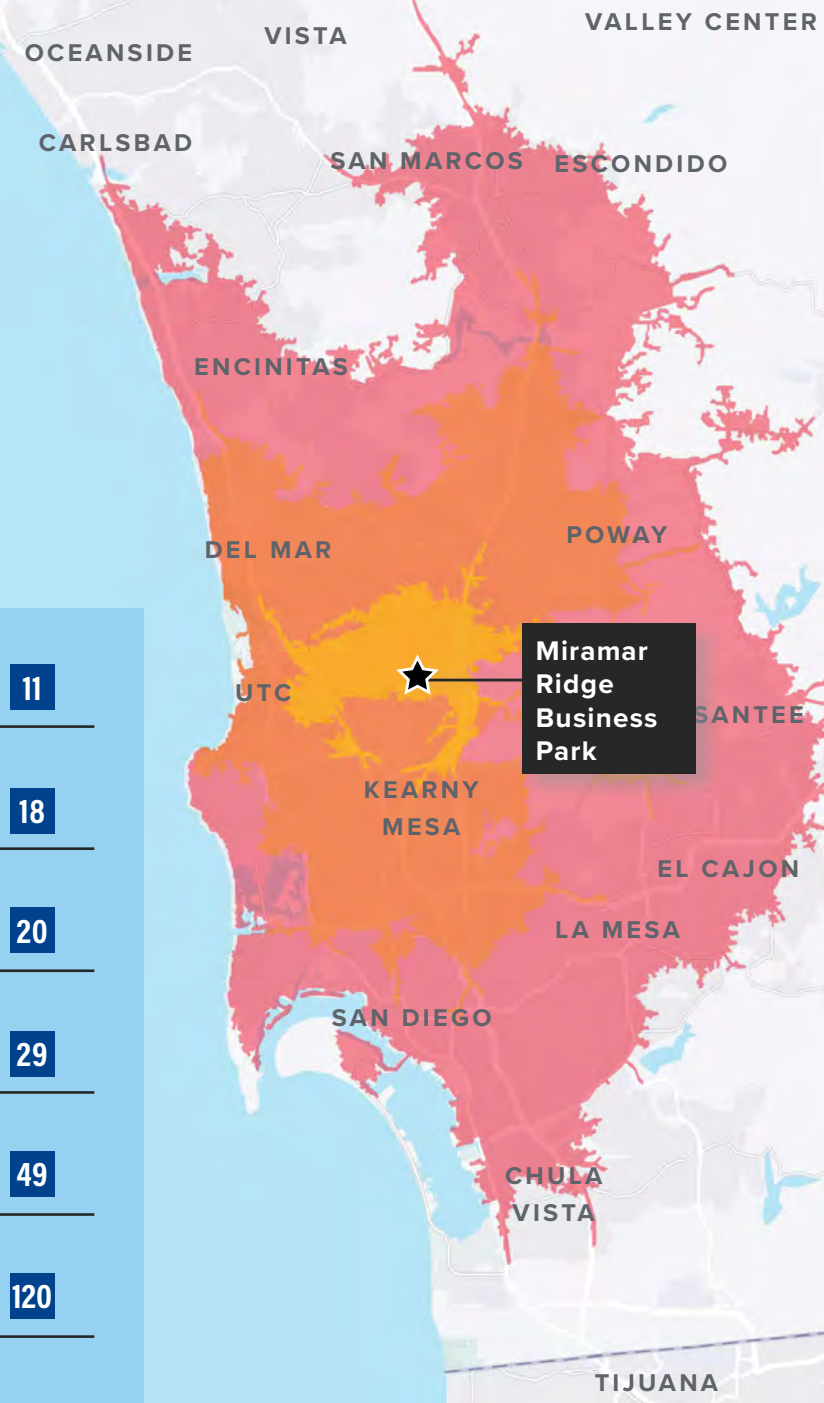 VALLEY CENTER
VISTA
OCEANSIDE
CARLSBAD
SAN MARCOS
ESCONDIDO
ENCINITAS
POWAY
DEL MAR
Miramar
Ridge
Business
Park
UTC
SANTEE
KEARNY
MESA
EL CAJON
LA MESA
SAN DIEGO
CHULA
VISTA
TIJUANA
11
18
20
29
49
120